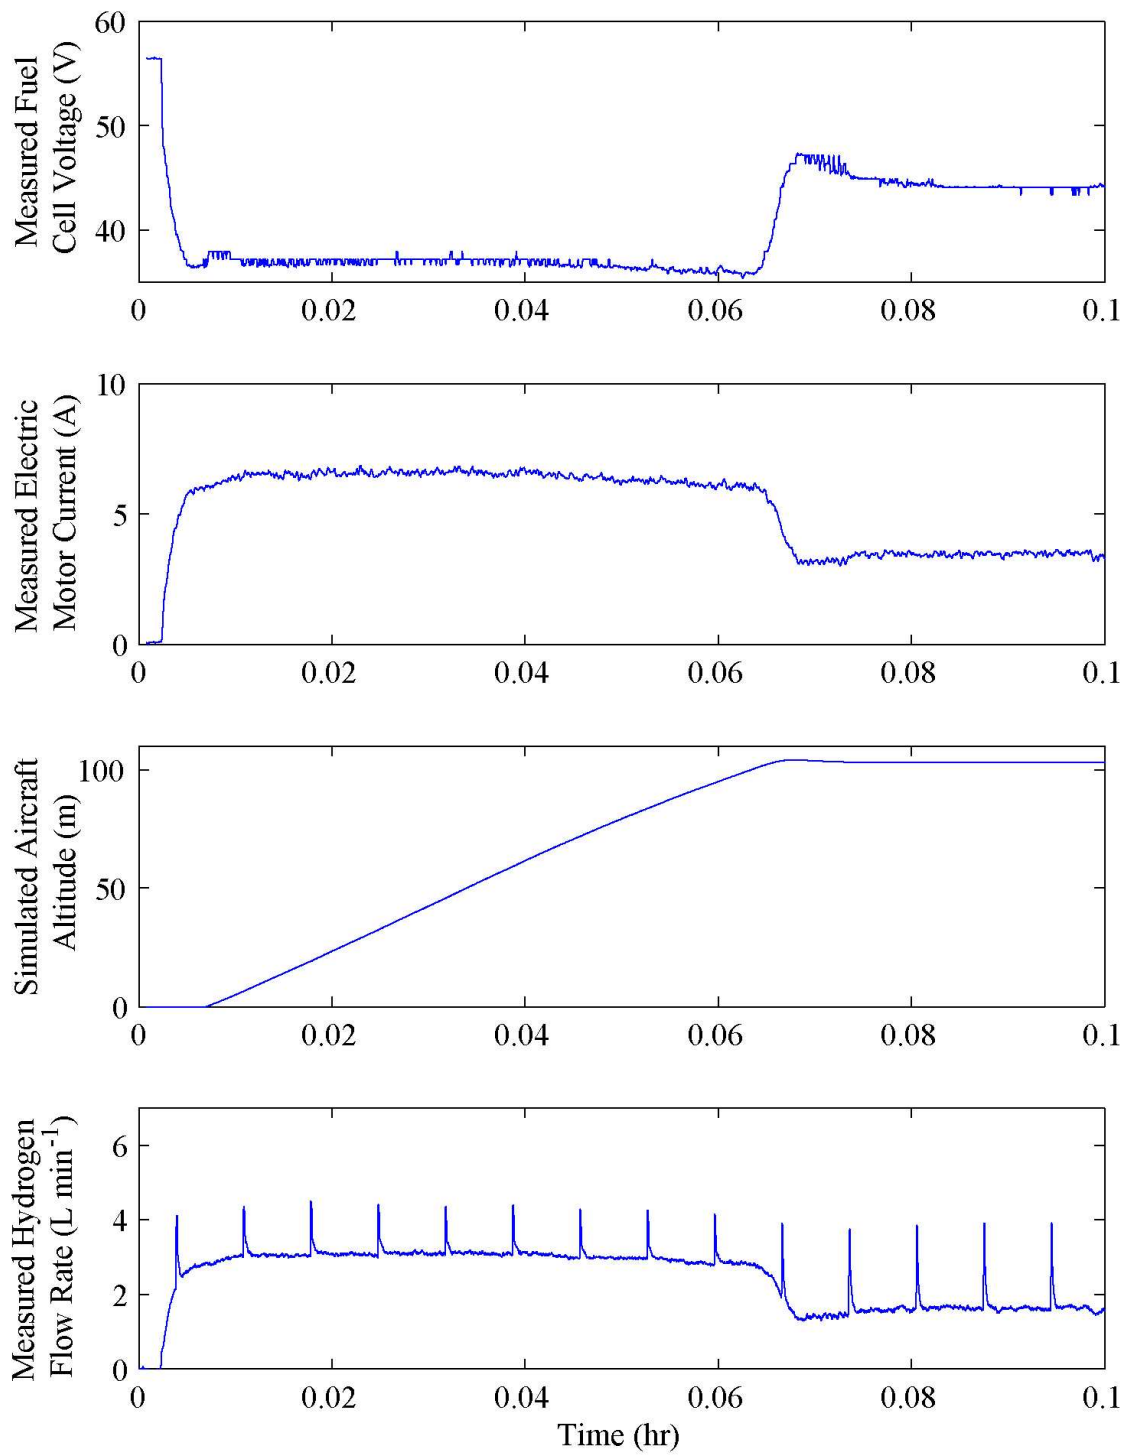 Measured Fuel
Cell Voltage (V)
60
50
40
0 0.02 0.04 0.06 0.08 0.1
Measured Electric
Motor Current (A)
10
5
0
0 0.02 0.04 0.06 0.08 0.1
Simulated Aircraft
Altitude (m)
100
50
0
0 0.02 0.04 0.06 0.08 0.1
Measured Hydrogen
Flow Rate (L min⁻¹)
6
4
2
0
0 0.02 0.04 0.06 0.08 0.1
Time (hr)